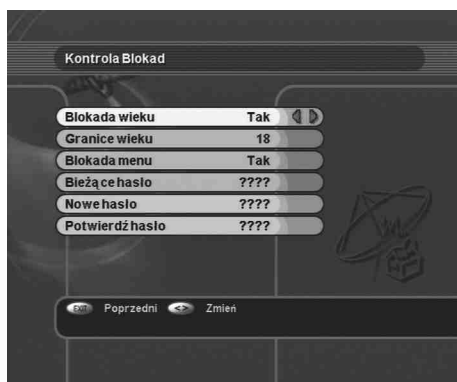 Kontrola Blokad
Blokada wieku Tak
Granice wieku 18
Blokada menu Tak
Bieżące hasło ????
Nowe hasło ????
Potwierdź hasło ????
EXIT Poprzedni <> Zmień